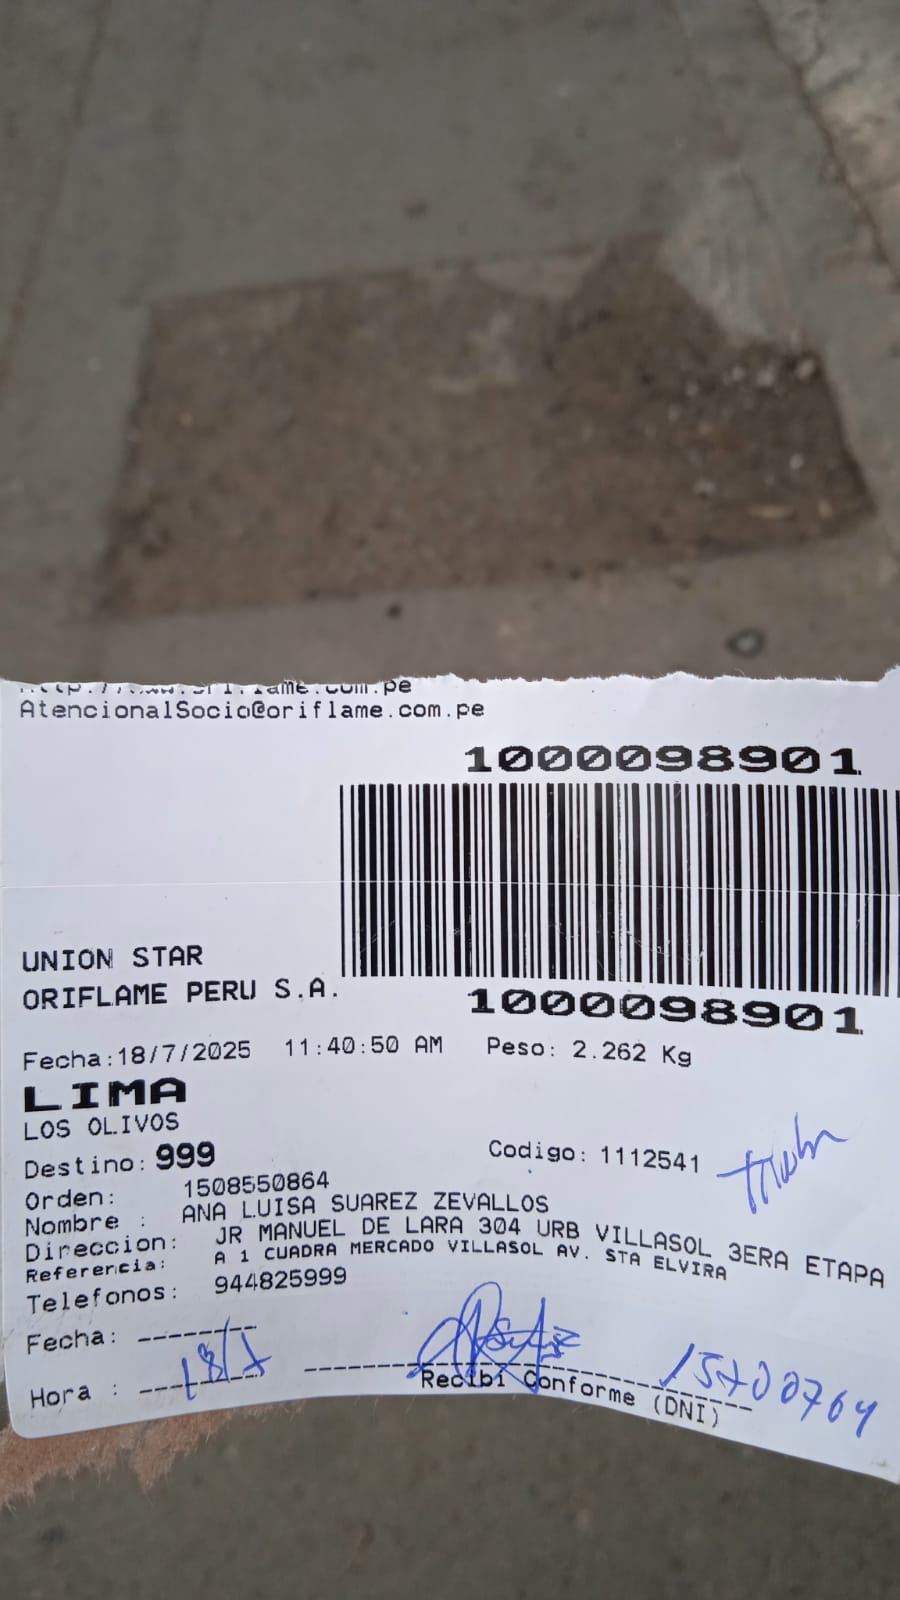 AtencionalSocio@oriflame.com.pe
1000098901
UNION STAR
ORIFLAME PERU S.A.
1000098901
Fecha:18/7/2025 11:40:50 AM Peso: 2.262 Kg
LIMA
LOS OLIVOS
Destino: 999 Codigo: 1112541
Orden: 1508550864
Nombre : ANA LUISA SUAREZ ZEVALLOS
Direccion: JR MANUEL DE LARA 304 URB VILLASOL 3ERA ETAPA
Referencia: A 1 CUADRA MERCADO VILLASOL AV. STA ELVIRA
Telefonos: 944825999
Fecha:
18/7
Hora :
Recibi Conforme (DNI)
15700764